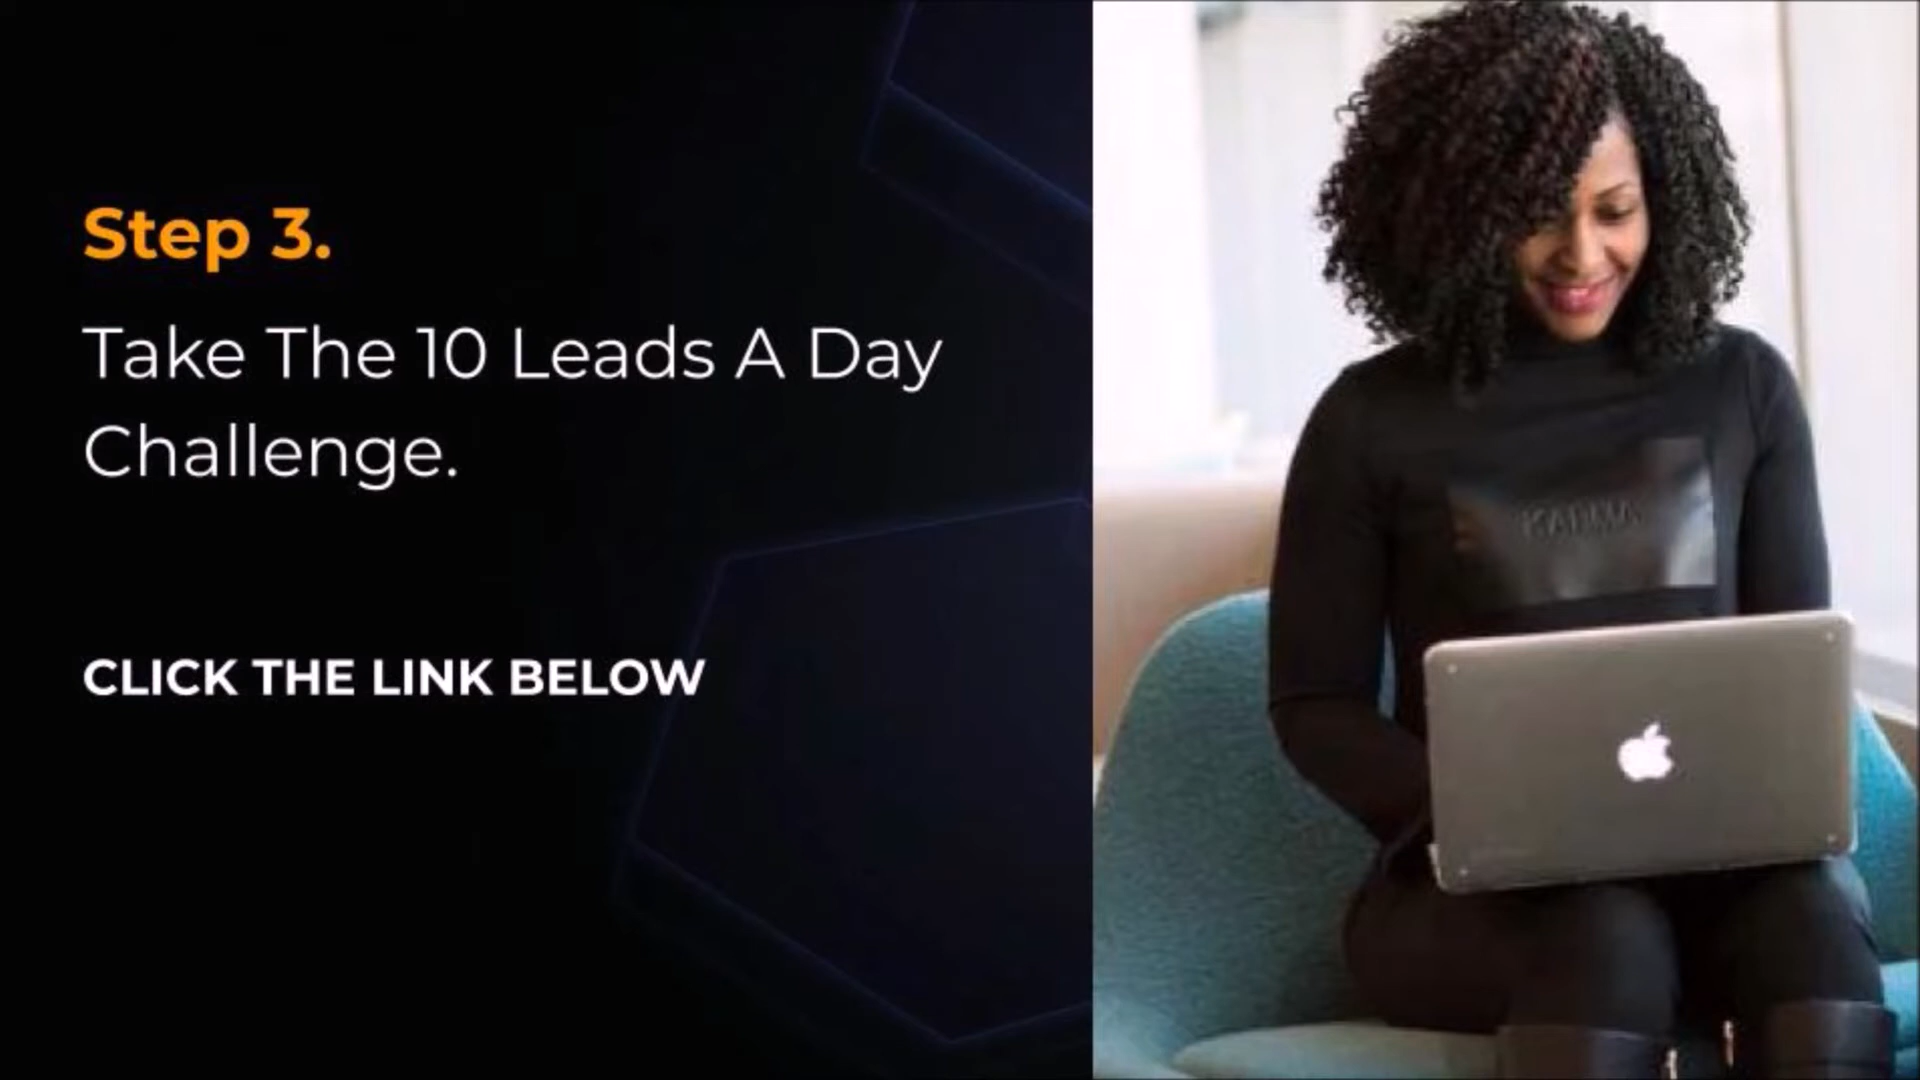 Step 3.
Take The 10 Leads A Day
Challenge.
CLICK THE LINK BELOW